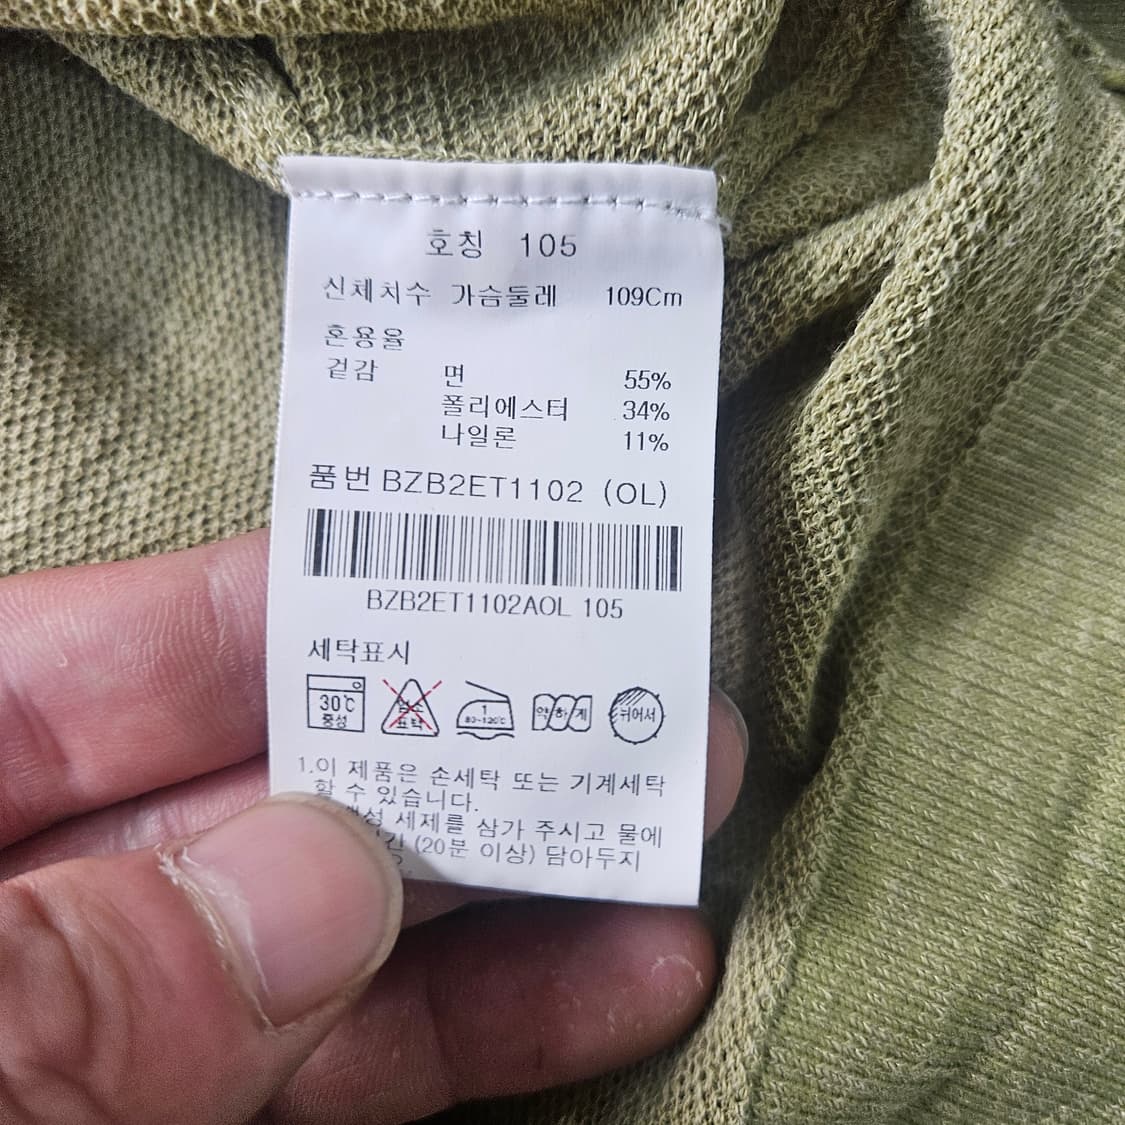 호칭 105
신체치수 가슴둘레 109Cm
혼용율
겉감 면 55%
폴리에스터 34%
나일론 11%
품번 BZB2ET1102 (OL)
BZB2ET1102AOL 105
세탁표시
30℃
중성
염소
표백
1
80~120℃
약하게
뉘어서
1.이 제품은 손세탁 또는 기계세탁
할 수 있습니다.
세제를 삼가 주시고 물에
(20분 이상) 담아두지